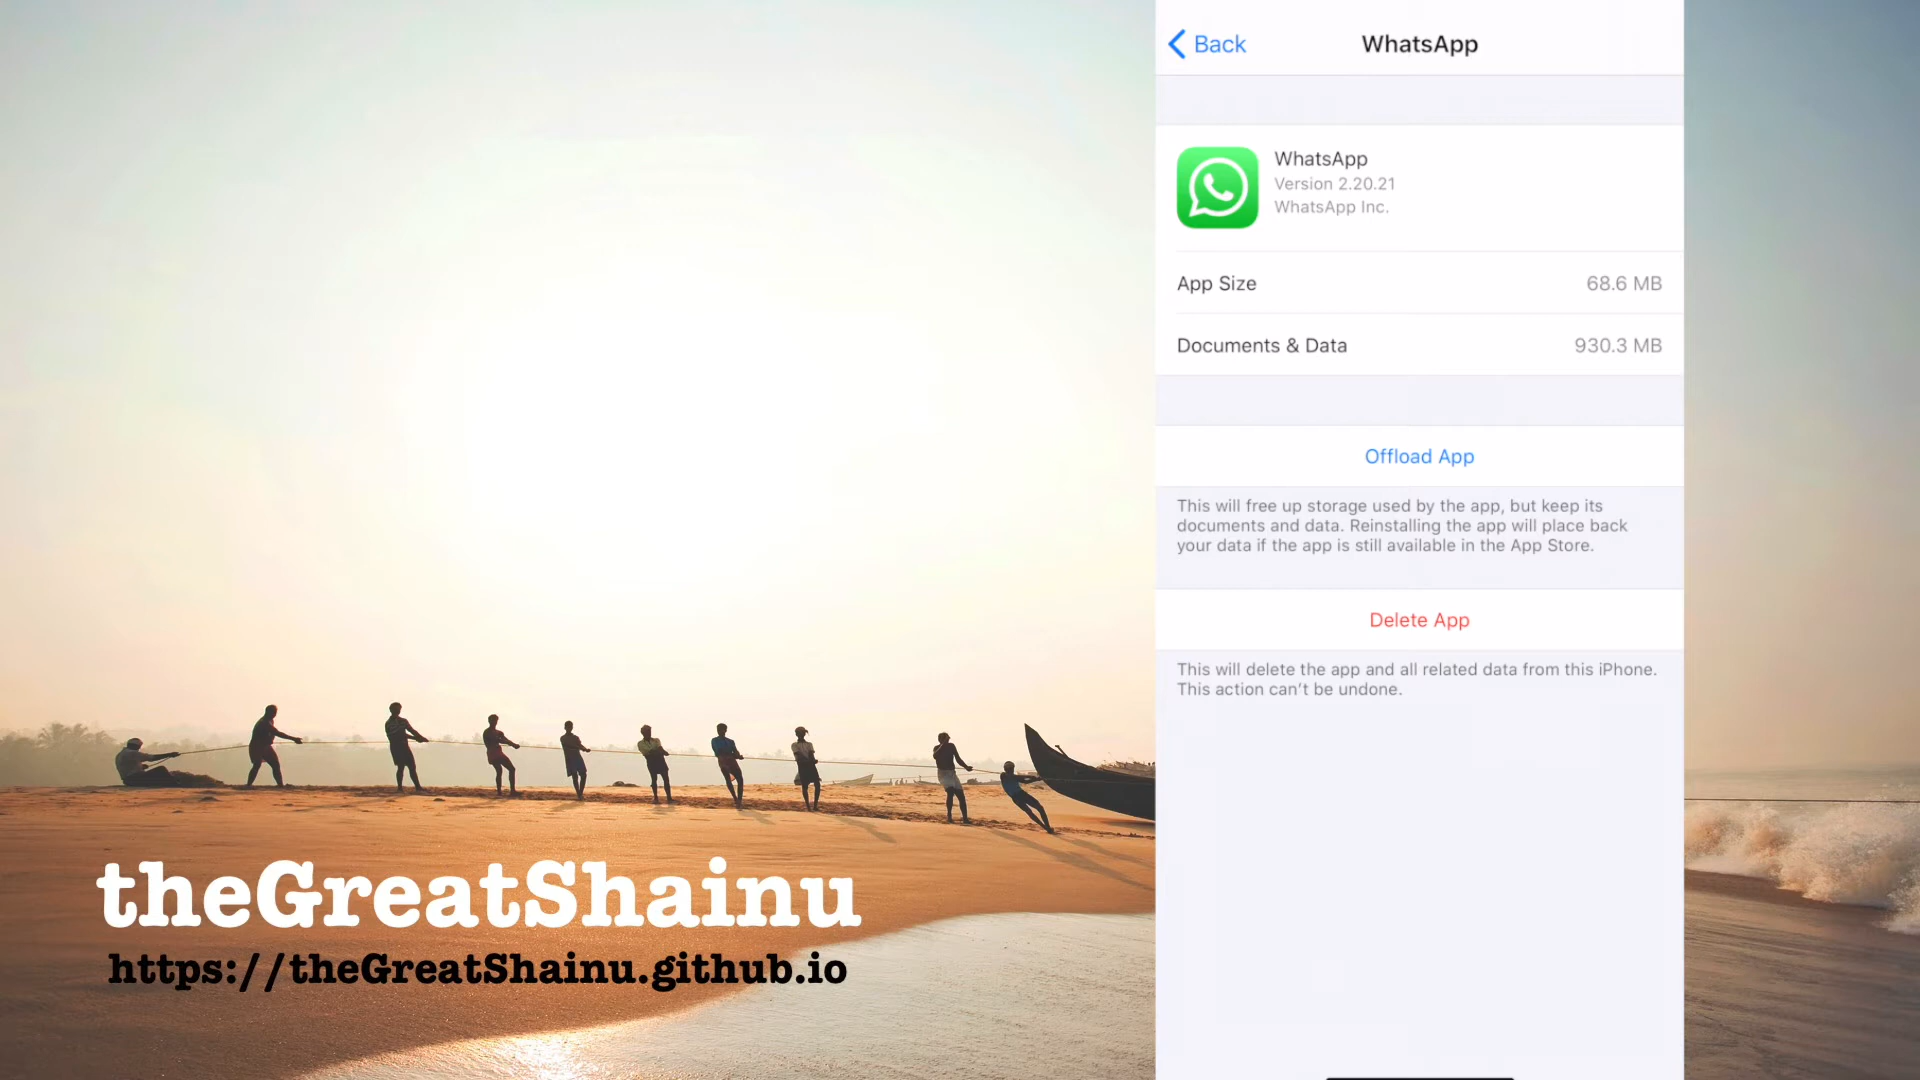 Back
WhatsApp
WhatsApp
Version 2.20.21
WhatsApp Inc.
App Size
68.6 MB
Documents & Data
930.3 MB
Offload App
This will free up storage used by the app, but keep its
documents and data. Reinstalling the app will place back
your data if the app is still available in the App Store.
Delete App
This will delete the app and all related data from this iPhone.
This action can't be undone.
theGreatShainu
https://theGreatShainu.github.io